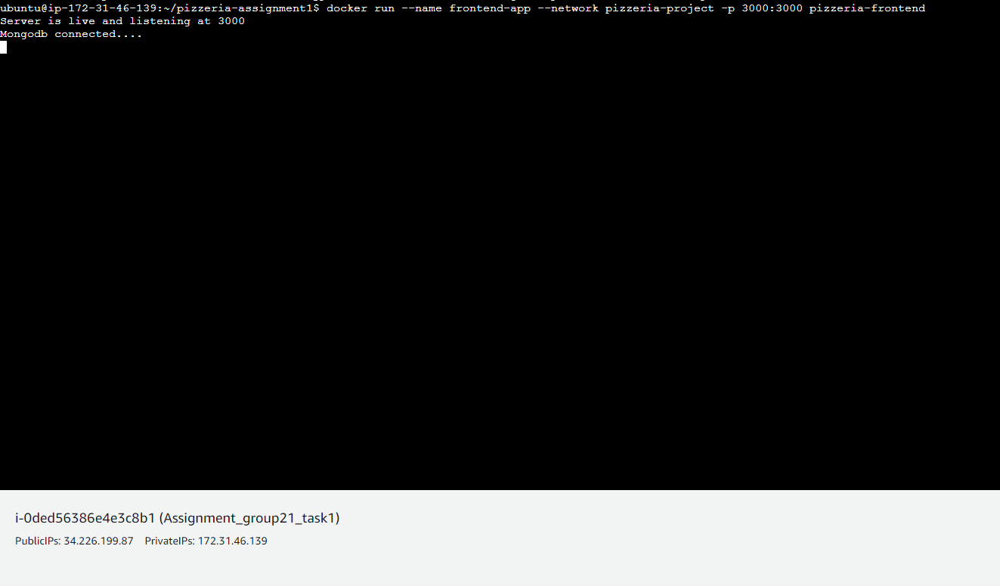 ubuntu@ip-172-31-46-139:~/pizzeria-assignment1$ docker run --name frontend-app --network pizzeria-project -p 3000:3000 pizzeria-frontend
Server is live and listening at 3000
Mongodb connected....
i-0ded56386e4e3c8b1 (Assignment_group21_task1)
PublicIPs: 34.226.199.87 PrivateIPs: 172.31.46.139